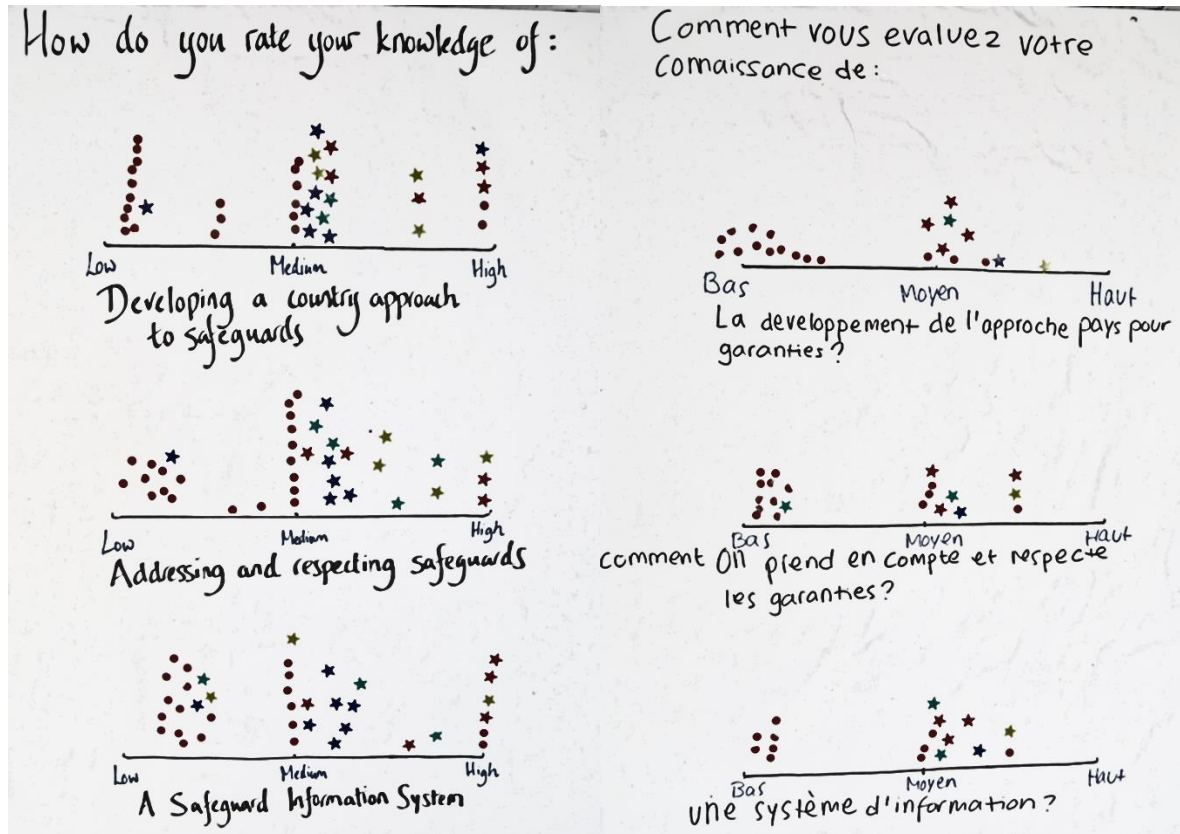 How do you rate your knowledge of:
Low Medium High
Developing a country approach
to safeguards
Low Medium High
Addressing and respecting safeguards
Low Medium High
A Safeguard Information System
Comment vous evaluez votre
connaissance de:
Bas Moyen Haut
La developpement de l'approche pays pour
garanties?
Bas Moyen Haut
comment On prend en compte et respecte
les garanties?
Bas Moyen Haut
une système d'information?